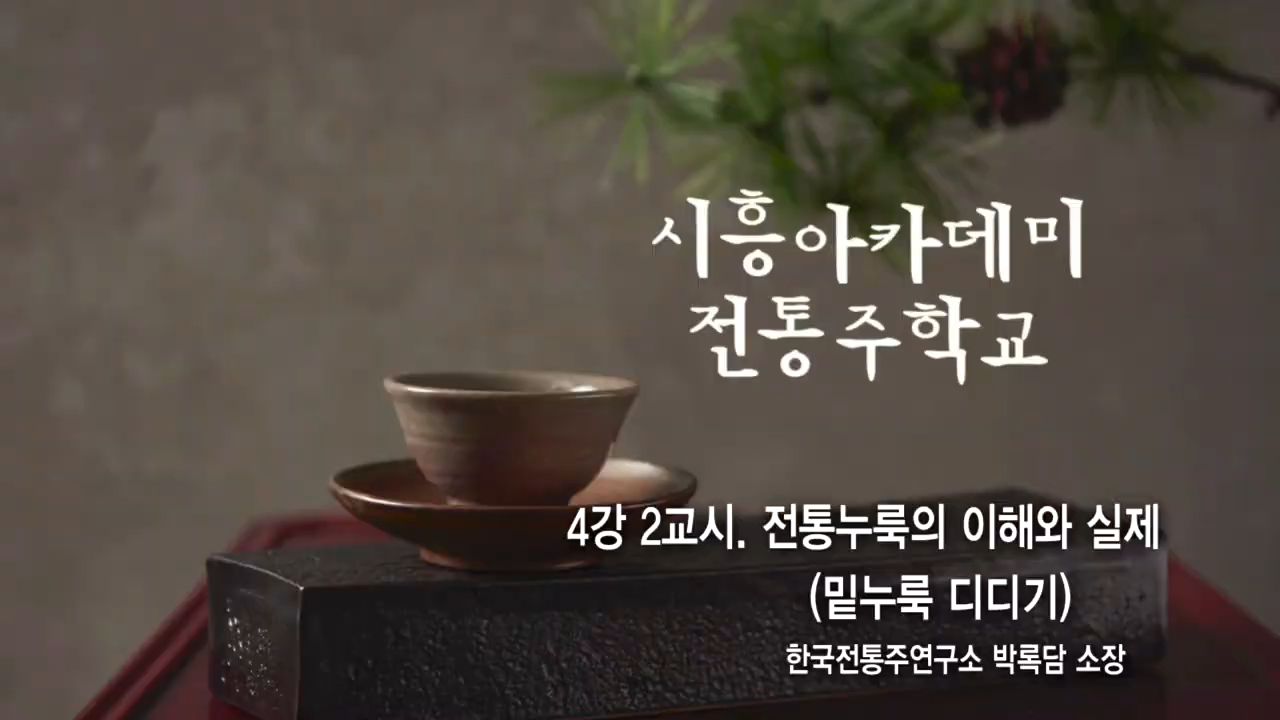 시흥아카데미
전통주학교
4강 2교시. 전통누룩의 이해와 실제
(밑누룩 디디기)
한국전통주연구소 박록담 소장